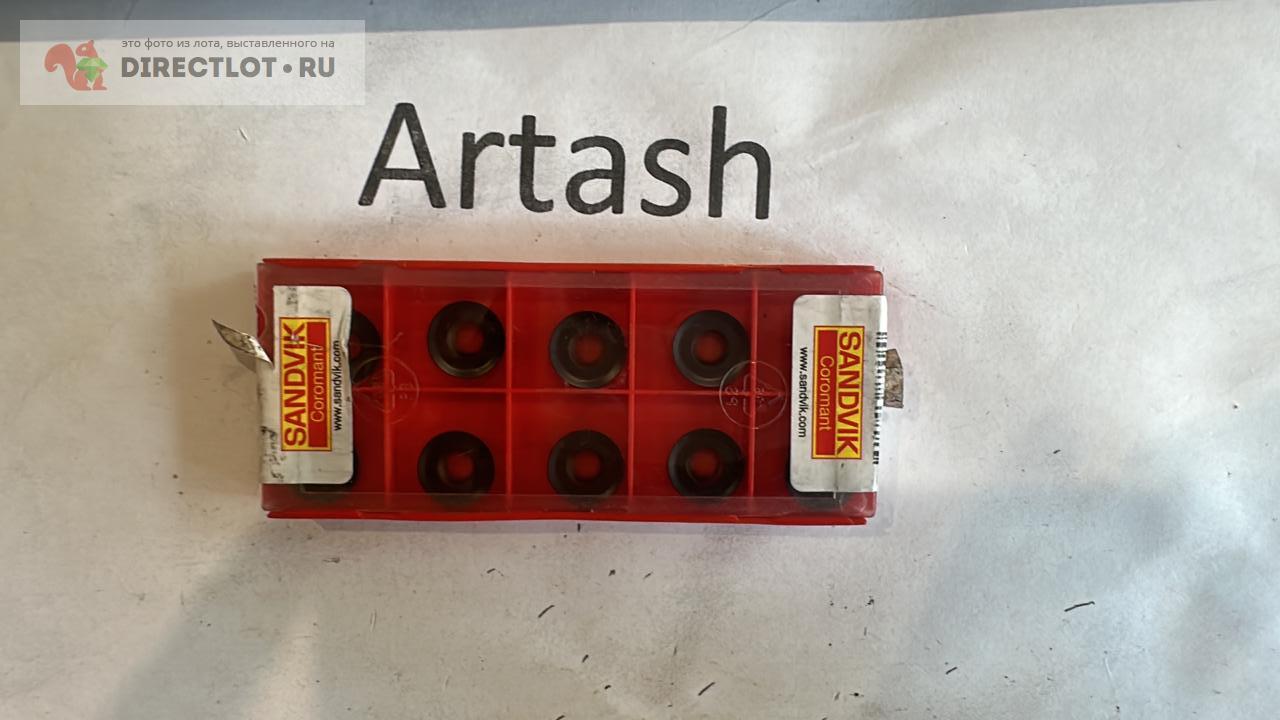 это фото из лота, выставленного на
DIRECTLOT•RU
Artash
SANDVIK
Coromant
www.sandvik.com
SANDVIK
Coromant
www.sandvik.com